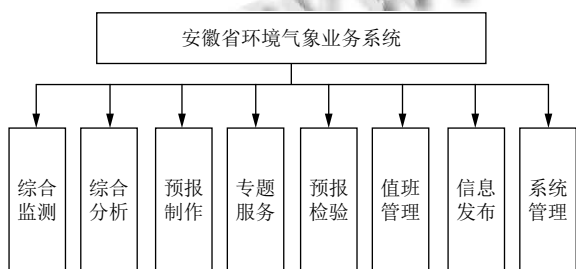 安徽省环境气象业务系统
综合
监测
综合
分析
预报
制作
专题
服务
预报
检验
值班
管理
信息
发布
系统
管理